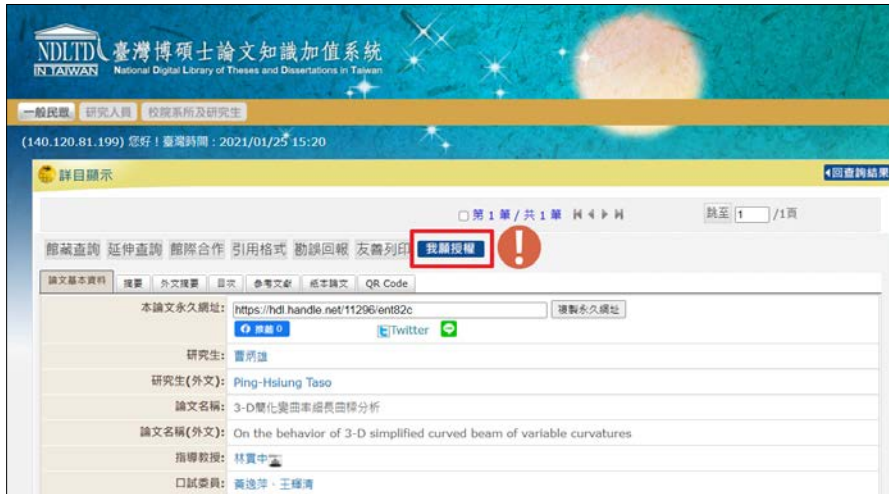 NDLTD 臺灣博碩士論文知識加值系統
IN TAIWAN National Digital Library of Theses and Dissertations in Taiwan
一般民眾 研究人員 校院系所及研究生
(140.120.81.199) 您好！臺灣時間：2021/01/25 15:20
詳目顯示 回查詢結果
第 1 筆 / 共 1 筆 跳至 1 /1頁
館藏查詢 延伸查詢 館際合作 引用格式 勘誤回報 友善列印 我願授權 !
論文基本資料 摘要 外文摘要 目次 參考文獻 紙本論文 QR Code
本論文永久網址: https://hdl.handle.net/11296/ent82c 複製永久網址
推薦 0 Twitter
研究生: 曹炳雄
研究生(外文): Ping-Hsiung Taso
論文名稱: 3-D簡化變曲率細長曲樑分析
論文名稱(外文): On the behavior of 3-D simplified curved beam of variable curvatures
指導教授: 林貫中
口試委員: 黃逸萍、王輝清